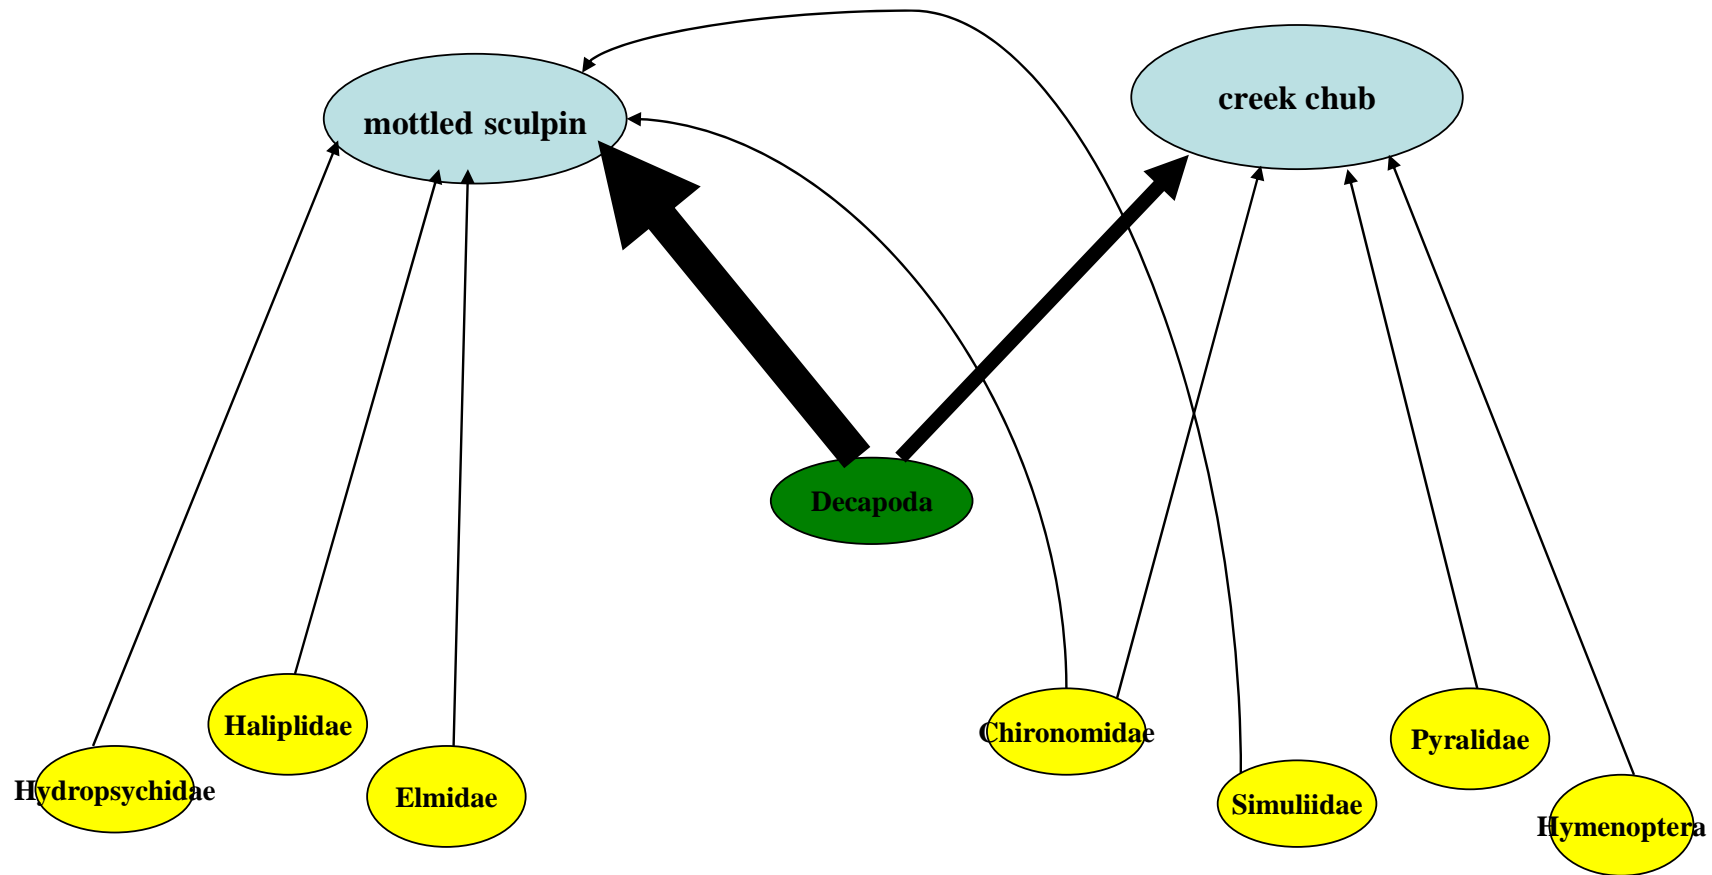 mottled sculpin
creek chub
Decapoda
Hydropsychidae
Haliplidae
Elmidae
Chironomidae
Simuliidae
Pyralidae
Hymenoptera